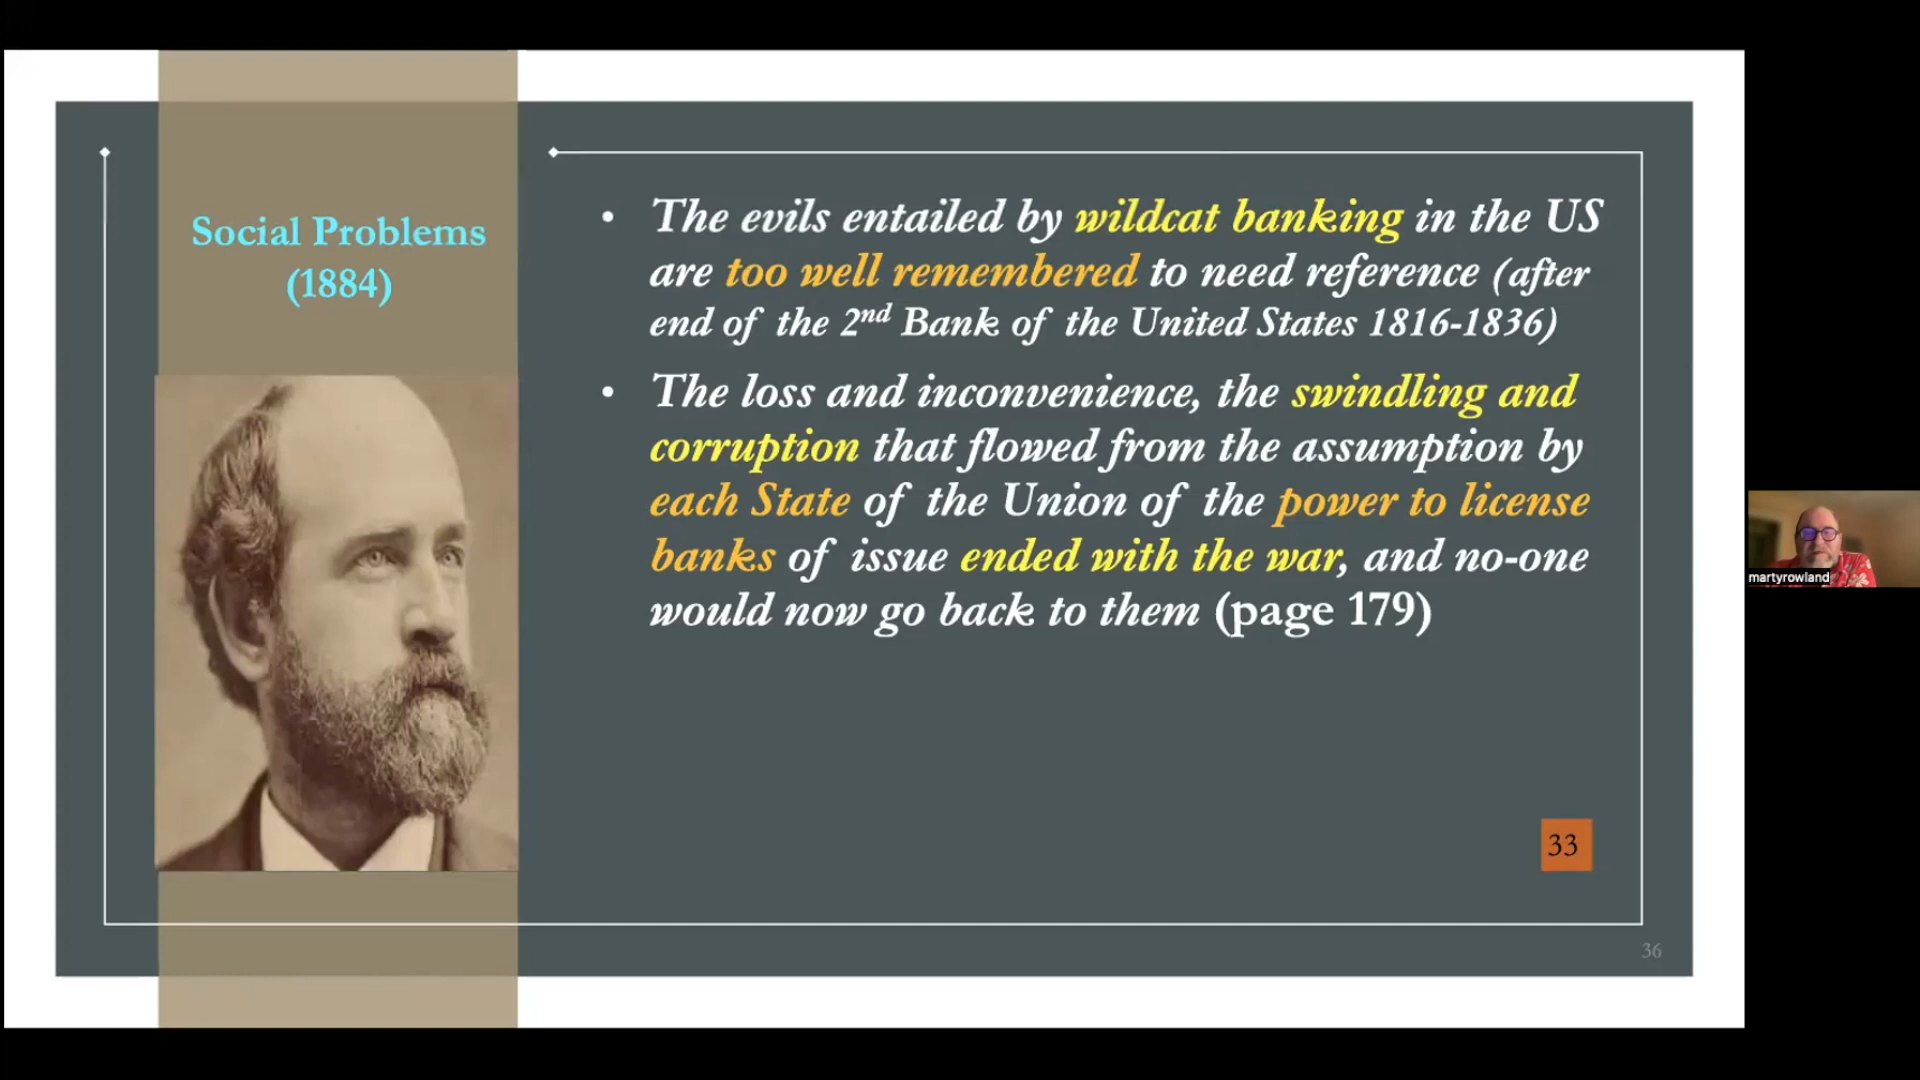 Social Problems
(1884)
• The evils entailed by wildcat banking in the US
are too well remembered to need reference (after
end of the 2nd Bank of the United States 1816-1836)
• The loss and inconvenience, the swindling and
corruption that flowed from the assumption by
each State of the Union of the power to license
banks of issue ended with the war, and no-one
would now go back to them (page 179)
33
36
martyrowland